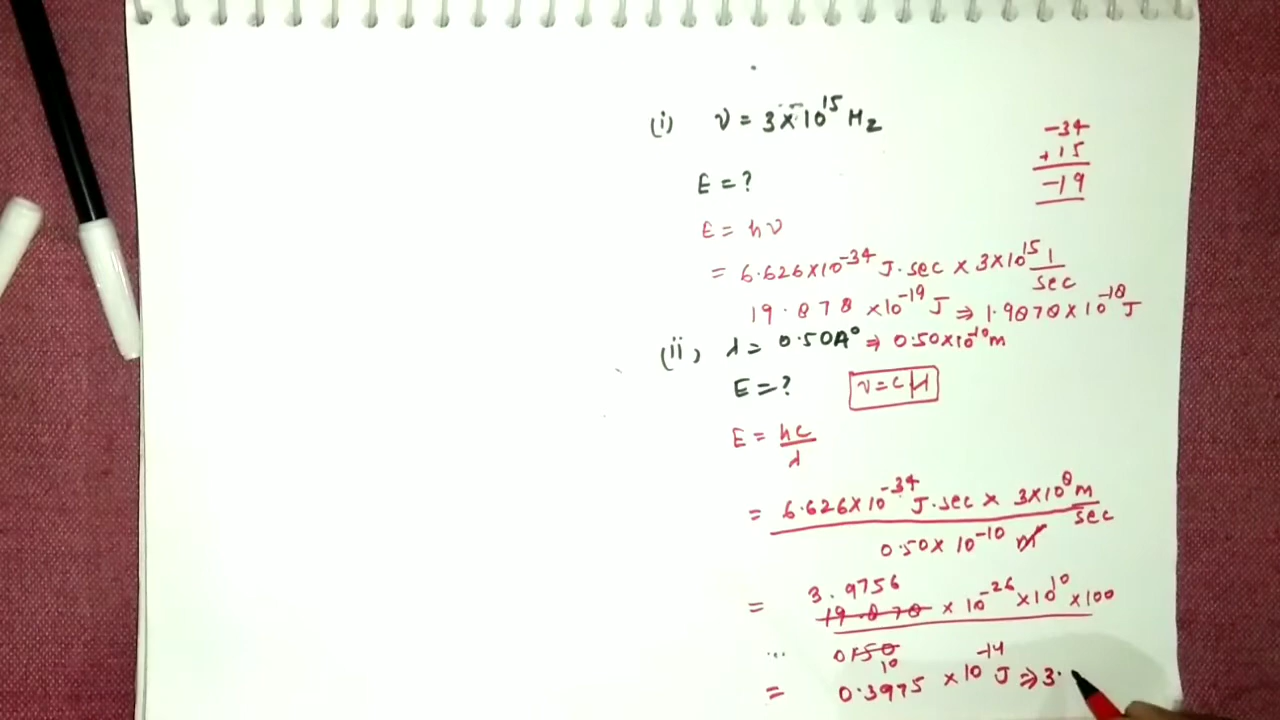 (i) ν = 3×10¹⁵ Hz
-34
+15
-19
E = ?
E = hν
= 6.626×10⁻³⁴ J.sec × 3×10¹⁵ 1/sec
19.878 ×10⁻¹⁹ J ⇒ 1.9878×10⁻¹⁸ J
(ii) λ = 0.50A° ⇒ 0.50×10⁻¹⁰m
E = ? ν=c/λ
E = hc/λ
= 6.626×10⁻³⁴ J.sec × 3×10⁸ m/sec
0.50×10⁻¹⁰ m
3.9756
= 19.878 ×10⁻²⁶ ×10¹⁰ ×100
... 0.50
10
= 0.3975 ×10⁻¹⁴ J ⇒ 3.